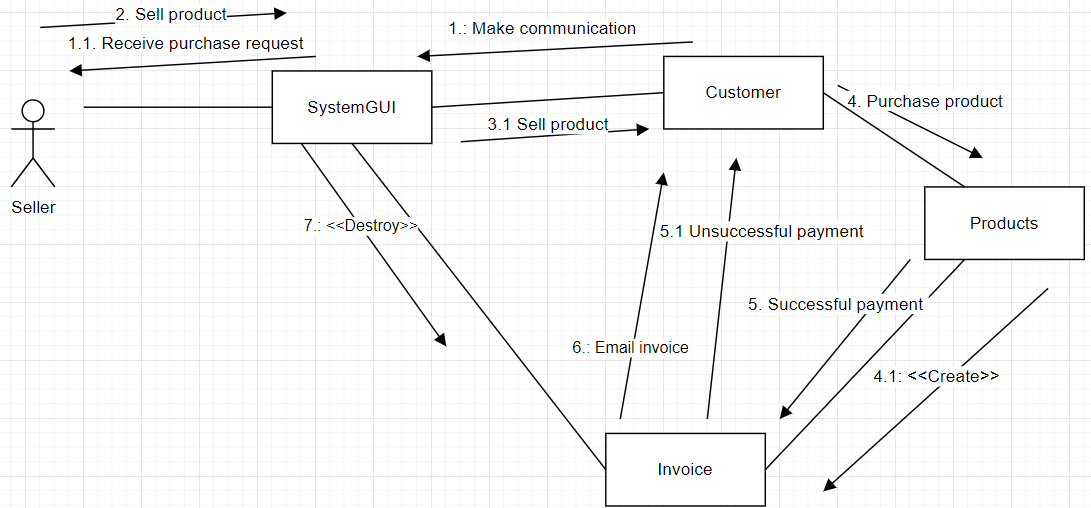 2. Sell product
1.: Make communication
1.1. Receive purchase request
SystemGUI
Customer
4. Purchase product
3.1 Sell product
Seller
Products
7.: <<Destroy>>
5.1 Unsuccessful payment
5. Successful payment
6.: Email invoice
4.1: <<Create>>
Invoice